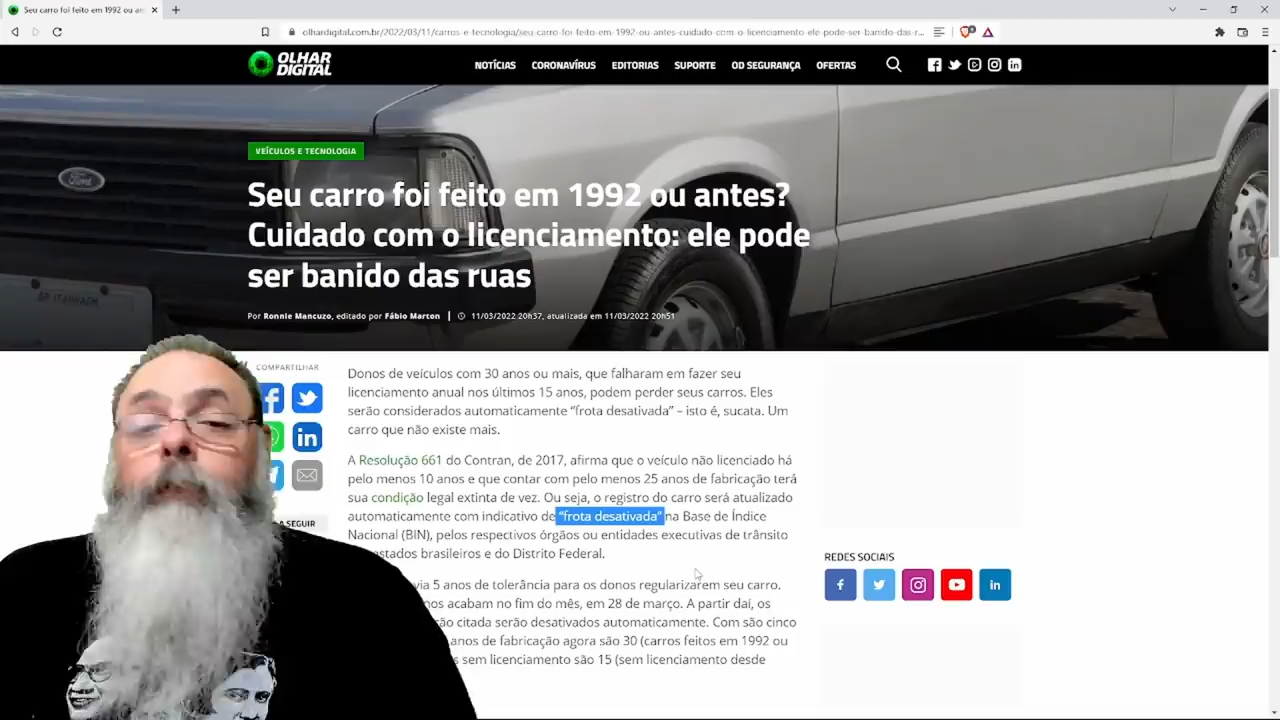 Seu carro foi feito em 1992 ou an
olhardigital.com.br/2022/03/11/carros-e-tecnologia/seu-carro-foi-feito-em-1992-ou-antes-cuidado-com-o-licenciamento-ele-pode-ser-banido-das-r...
OLHAR DIGITAL
NOTÍCIAS CORONAVÍRUS EDITORIAS SUPORTE OD SEGURANÇA OFERTAS
Ford
VEÍCULOS E TECNOLOGIA
Seu carro foi feito em 1992 ou antes?
Cuidado com o licenciamento: ele pode
ser banido das ruas
Por Ronnie Mancuzo, editado por Fábio Marton | 11/03/2022 20h37, atualizada em 11/03/2022 20h51
COMPARTILHAR
Donos de veículos com 30 anos ou mais, que falharam em fazer seu
licenciamento anual nos últimos 15 anos, podem perder seus carros. Eles
serão considerados automaticamente “frota desativada” – isto é, sucata. Um
carro que não existe mais.
A Resolução 661 do Contran, de 2017, afirma que o veículo não licenciado há
pelo menos 10 anos e que contar com pelo menos 25 anos de fabricação terá
sua condição legal extinta de vez. Ou seja, o registro do carro será atualizado
automaticamente com indicativo de “frota desativada” na Base de Índice
Nacional (BIN), pelos respectivos órgãos ou entidades executivas de trânsito
estados brasileiros e do Distrito Federal.
A SEGUIR
via 5 anos de tolerância para os donos regularizarem seu carro.
nos acabam no fim do mês, em 28 de março. A partir daí, os
ão citada serão desativados automaticamente. Com são cinco
anos de fabricação agora são 30 (carros feitos em 1992 ou
s sem licenciamento são 15 (sem licenciamento desde
REDES SOCIAIS